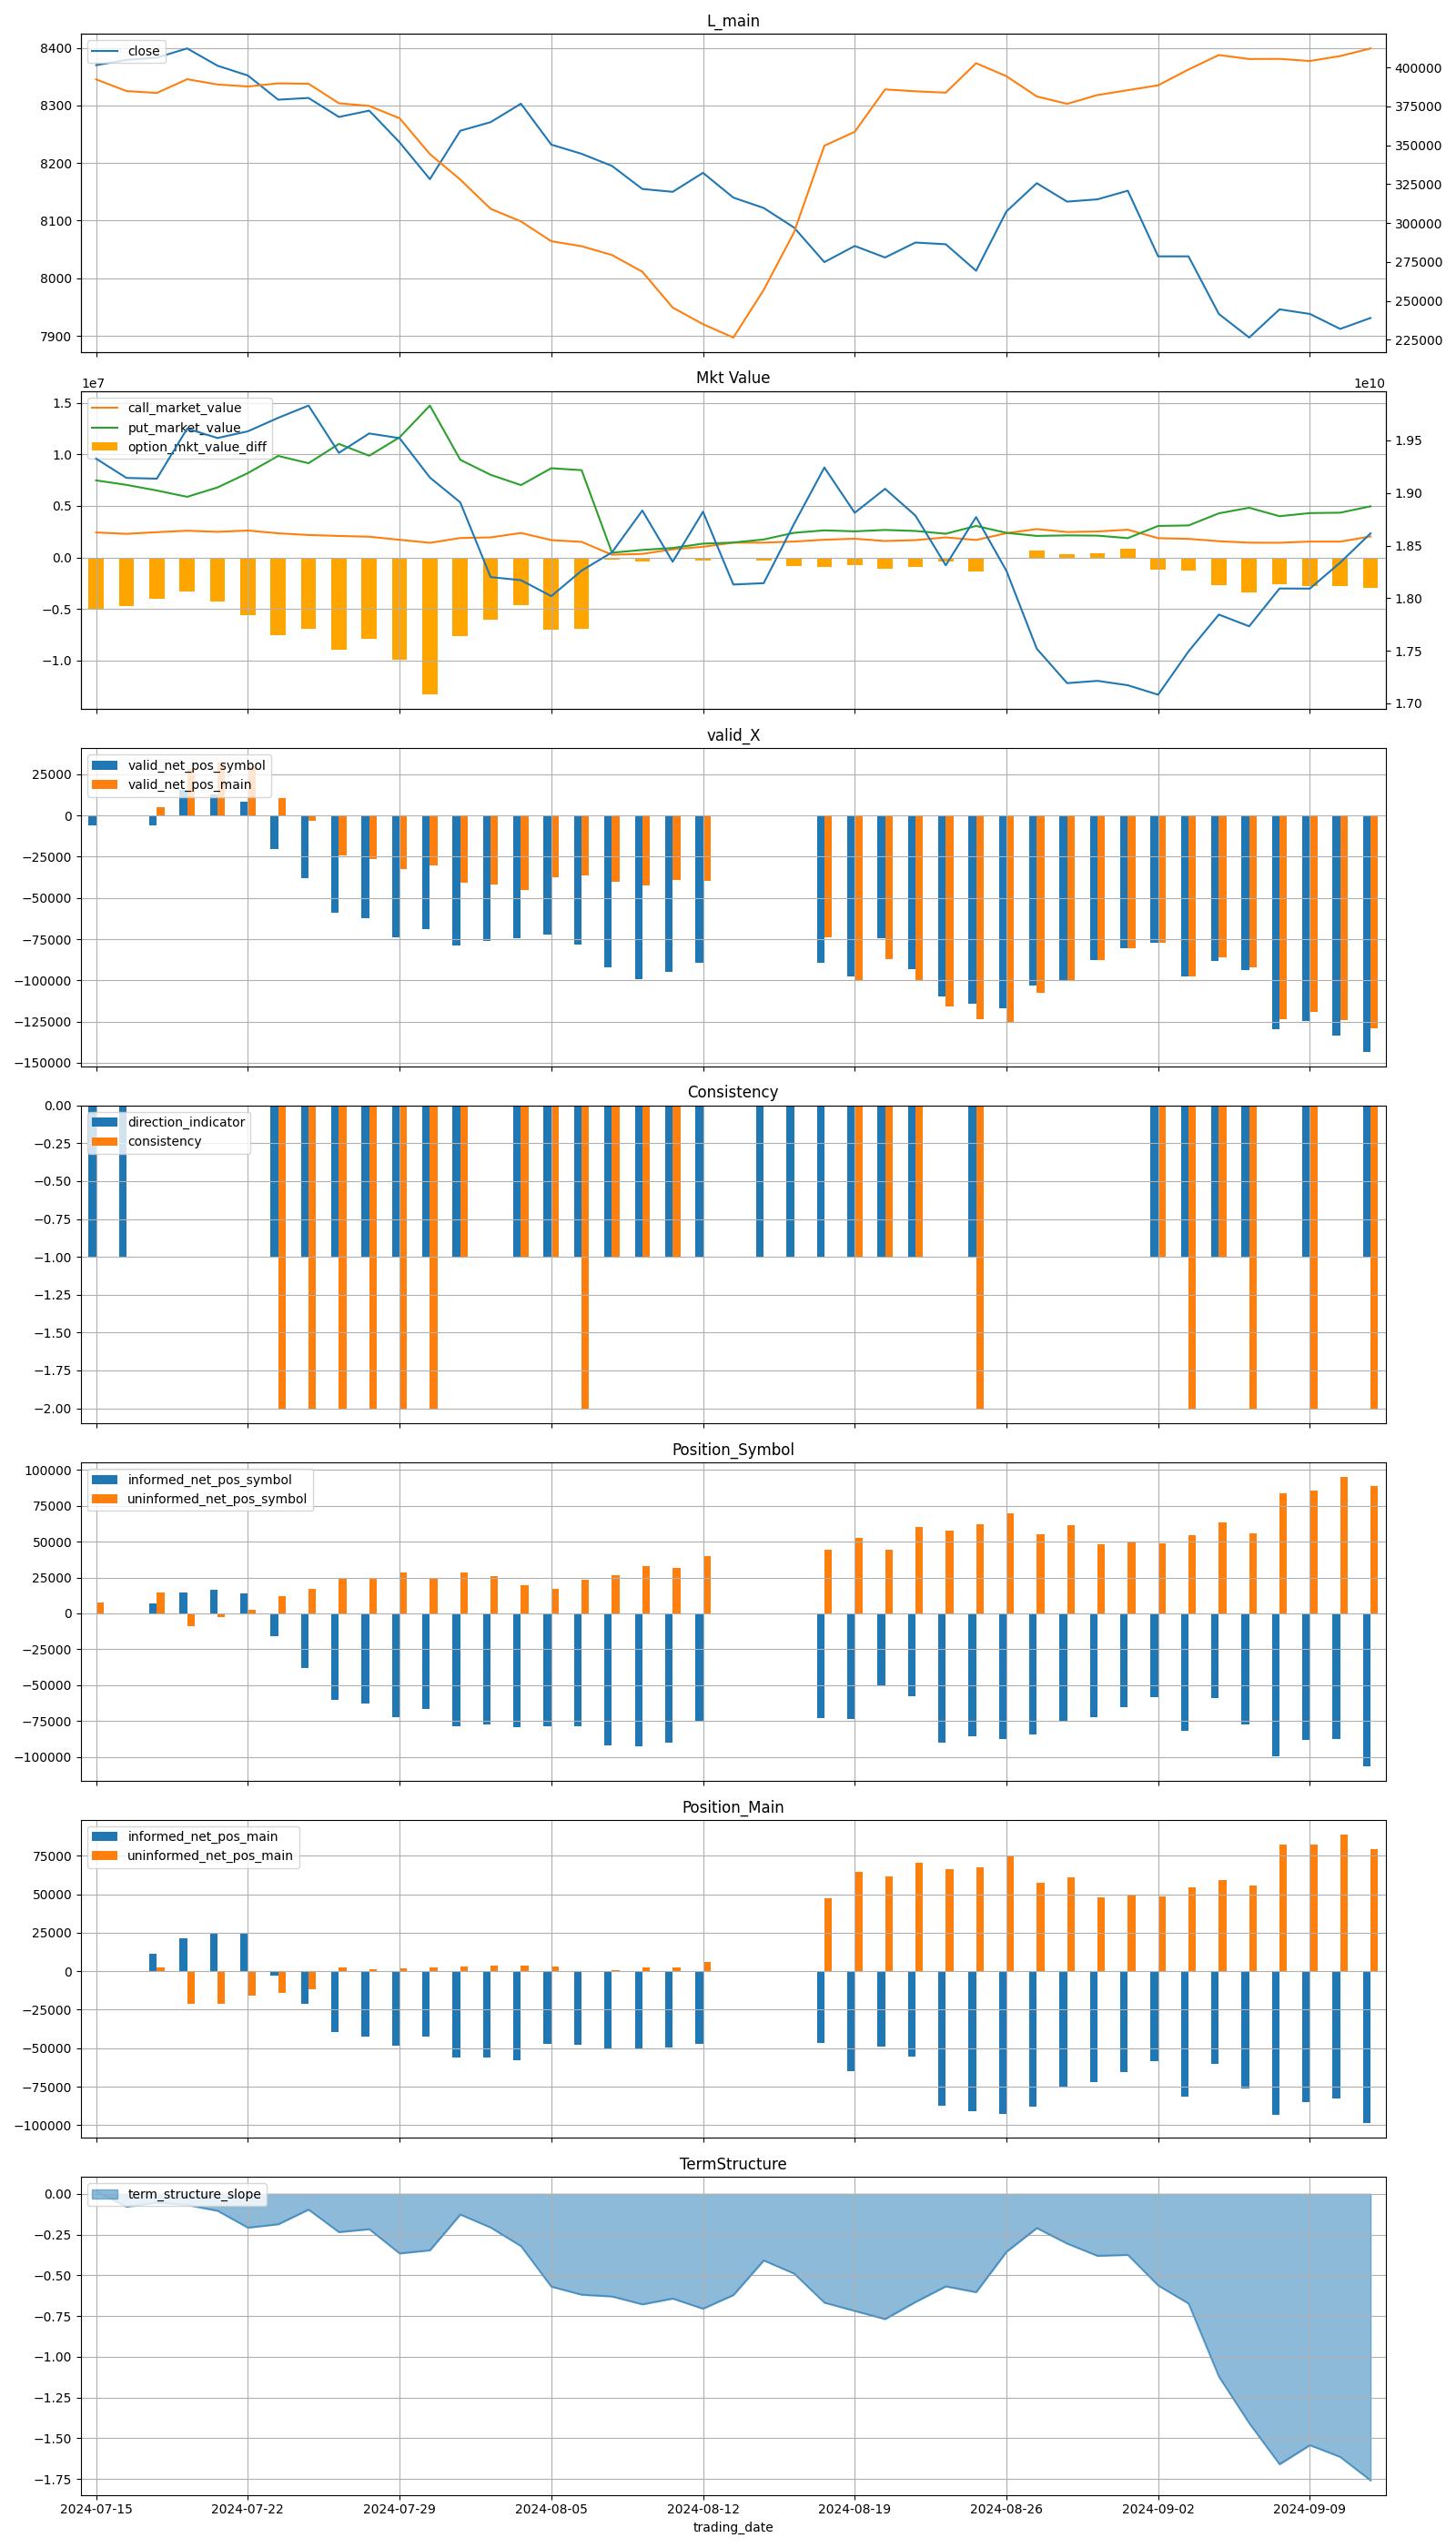 L_main
close
8400
8300
8200
8100
8000
7900
400000
375000
350000
325000
300000
275000
250000
225000
Mkt Value
1e7
1e10
call_market_value
put_market_value
option_mkt_value_diff
1.5
1.0
0.5
0.0
−0.5
−1.0
1.95
1.90
1.85
1.80
1.75
1.70
valid_X
valid_net_pos_symbol
valid_net_pos_main
25000
0
−25000
−50000
−75000
−100000
−125000
−150000
Consistency
direction_indicator
consistency
0.00
−0.25
−0.50
−0.75
−1.00
−1.25
−1.50
−1.75
−2.00
Position_Symbol
informed_net_pos_symbol
uninformed_net_pos_symbol
100000
75000
50000
25000
0
−25000
−50000
−75000
−100000
Position_Main
informed_net_pos_main
uninformed_net_pos_main
75000
50000
25000
0
−25000
−50000
−75000
−100000
TermStructure
term_structure_slope
0.00
−0.25
−0.50
−0.75
−1.00
−1.25
−1.50
−1.75
2024-07-15 2024-07-22 2024-07-29 2024-08-05 2024-08-12 2024-08-19 2024-08-26 2024-09-02 2024-09-09
trading_date